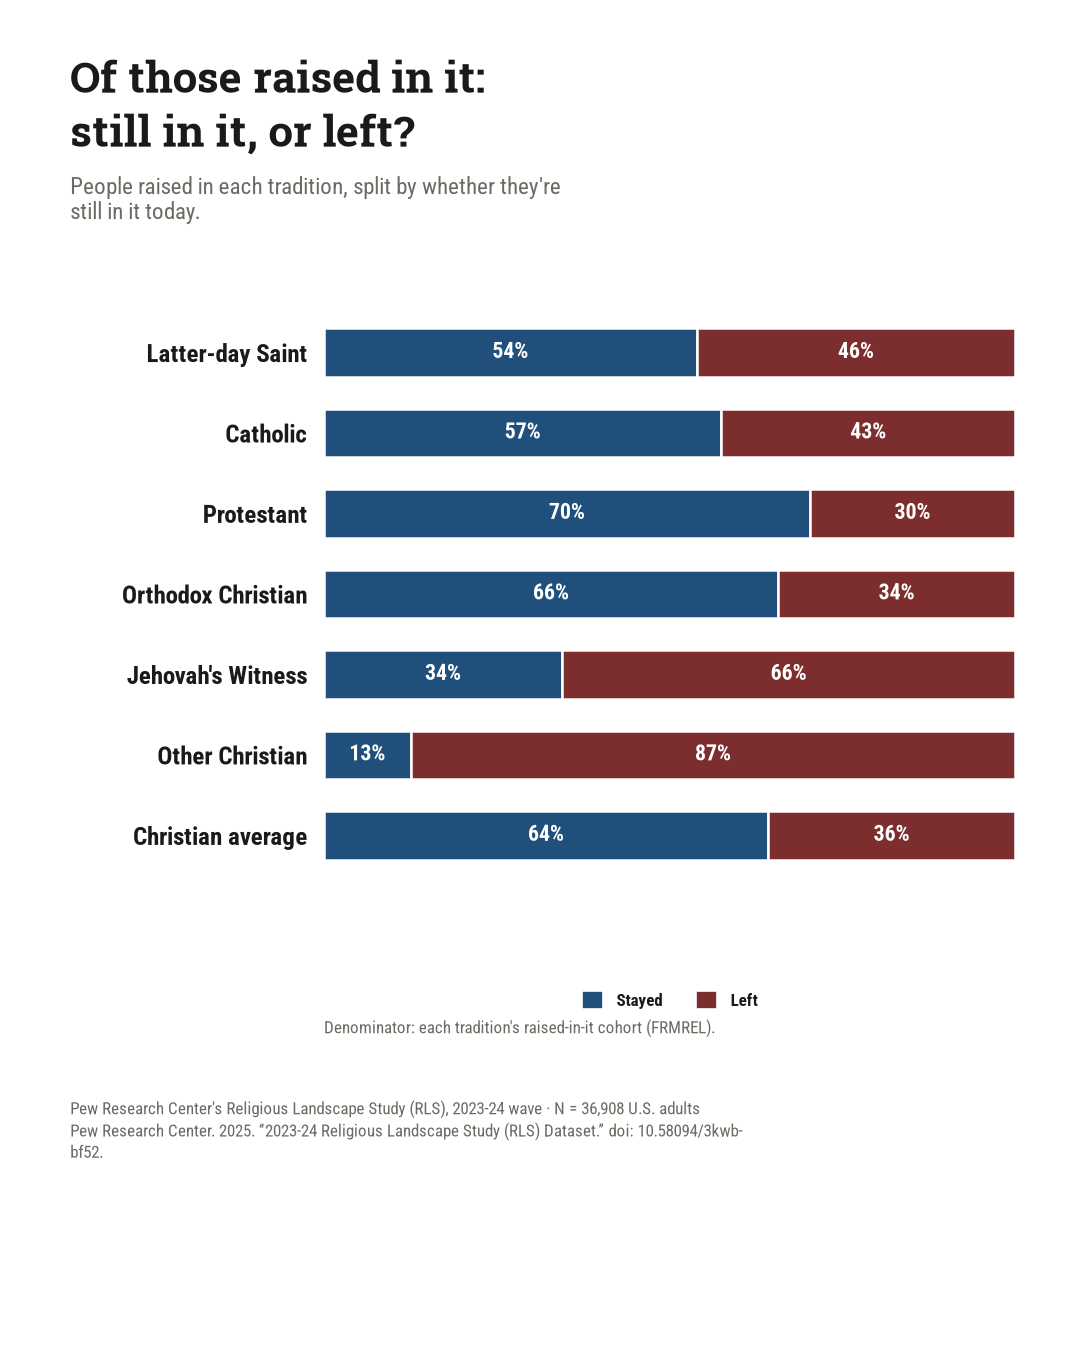 Of those raised in it:
still in it, or left?
People raised in each tradition, split by whether they're
still in it today.
Latter-day Saint 54% 46%
Catholic 57% 43%
Protestant 70% 30%
Orthodox Christian 66% 34%
Jehovah's Witness 34% 66%
Other Christian 13% 87%
Christian average 64% 36%
Stayed Left
Denominator: each tradition's raised-in-it cohort (FRMREL).
Pew Research Center's Religious Landscape Study (RLS), 2023-24 wave · N = 36,908 U.S. adults
Pew Research Center. 2025. “2023-24 Religious Landscape Study (RLS) Dataset.” doi: 10.58094/3kwb-
bf52.